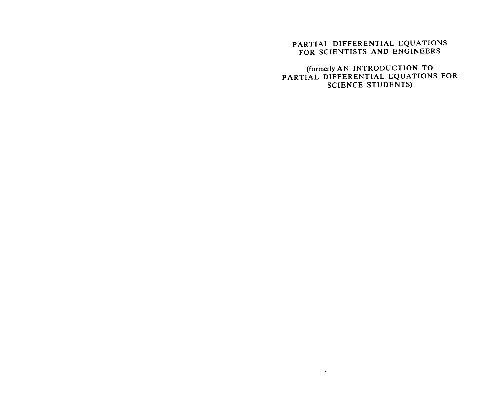 PARTIAL DIFFERENTIAL EQUATIONS
FOR SCIENTISTS AND ENGINEERS
(formerly AN INTRODUCTION TO
PARTIAL DIFFERENTIAL EQUATIONS FOR
SCIENCE STUDENTS)